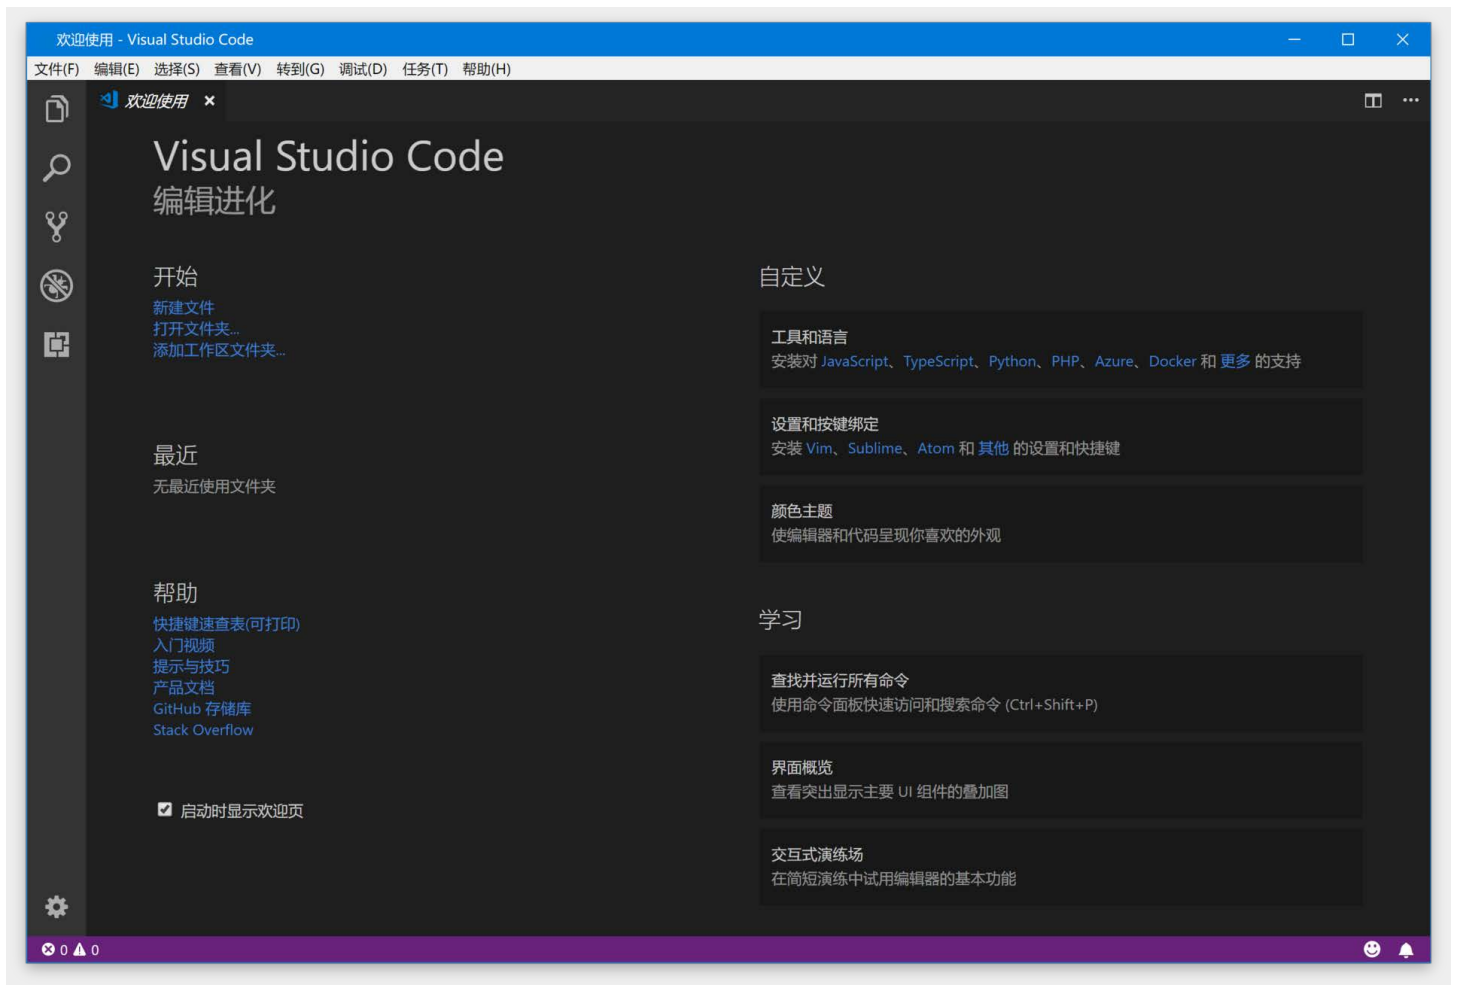 欢迎使用 - Visual Studio Code
文件(F) 编辑(E) 选择(S) 查看(V) 转到(G) 调试(D) 任务(T) 帮助(H)
欢迎使用
Visual Studio Code
编辑进化
开始
新建文件
打开文件夹...
添加工作区文件夹...
最近
无最近使用文件夹
帮助
快捷键速查表(可打印)
入门视频
提示与技巧
产品文档
GitHub 存储库
Stack Overflow
启动时显示欢迎页
自定义
工具和语言
安装对 JavaScript、TypeScript、Python、PHP、Azure、Docker 和 更多 的支持
设置和按键绑定
安装 Vim、Sublime、Atom 和 其他 的设置和快捷键
颜色主题
使编辑器和代码呈现你喜欢的外观
学习
查找并运行所有命令
使用命令面板快速访问和搜索命令 (Ctrl+Shift+P)
界面概览
查看突出显示主要 UI 组件的叠加图
交互式演练场
在简短演练中试用编辑器的基本功能
0 0